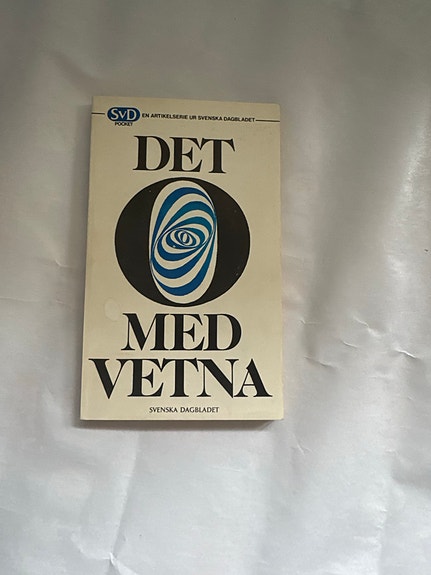 SvD
POCKET
EN ARTIKELSERIE UR SVENSKA DAGBLADET
DET
O
MED
VETNA
SVENSKA DAGBLADET